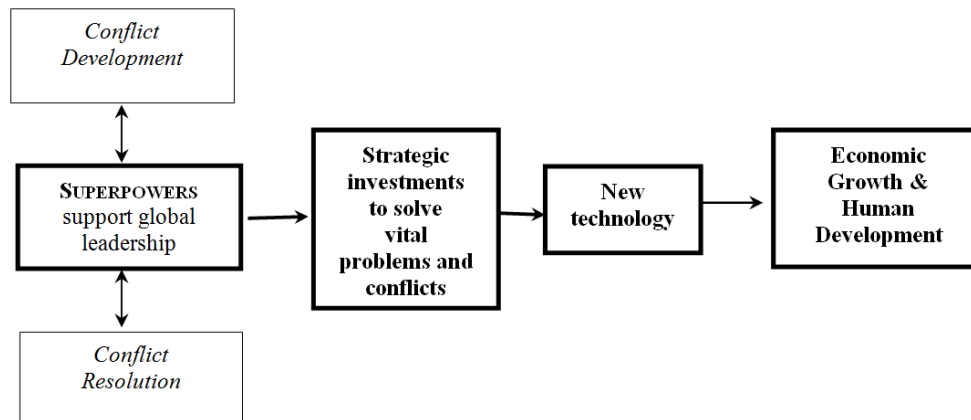 Conflict
Development
SUPERPOWERS
support global
leadership
Conflict
Resolution
Strategic
investments
to solve
vital
problems and
conflicts
New
technology
Economic
Growth &
Human
Development